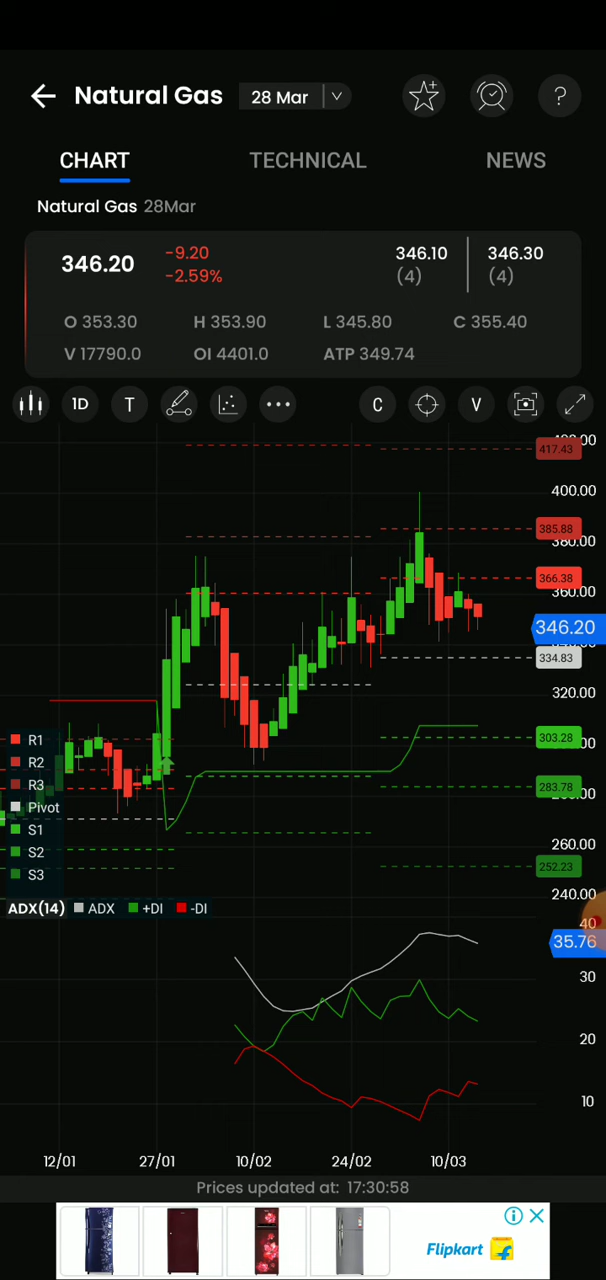 Natural Gas 28 Mar
?
CHART TECHNICAL NEWS
Natural Gas 28Mar
346.20 -9.20 -2.59% 346.10 (4) 346.30 (4)
O 353.30 H 353.90 L 345.80 C 355.40
V 17790.0 OI 4401.0 ATP 349.74
1D T C V
417.43
400.00
385.88
380.00
366.38
360.00
346.20
334.83
320.00
303.28
283.78
260.00
252.23
240.00
R1
R2
R3
Pivot
S1
S2
S3
ADX(14) ADX +DI -DI
40
35.76
30
20
10
12/01 27/01 10/02 24/02 10/03
Prices updated at: 17:30:58
Flipkart